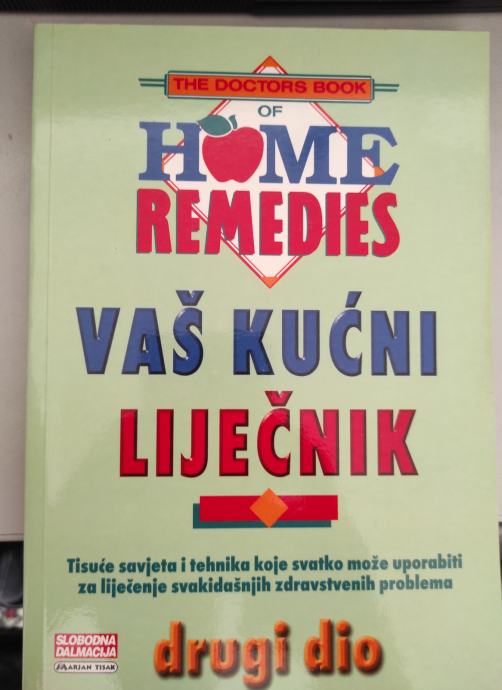 THE DOCTORS BOOK
OF
HOME
REMEDIES
VAŠ KUĆNI
LIJEČNIK
Tisuće savjeta i tehnika koje svatko može uporabiti
za liječenje svakidašnjih zdravstvenih problema
SLOBODNA
DALMACIJA
MARJAN TISAK
drugi dio